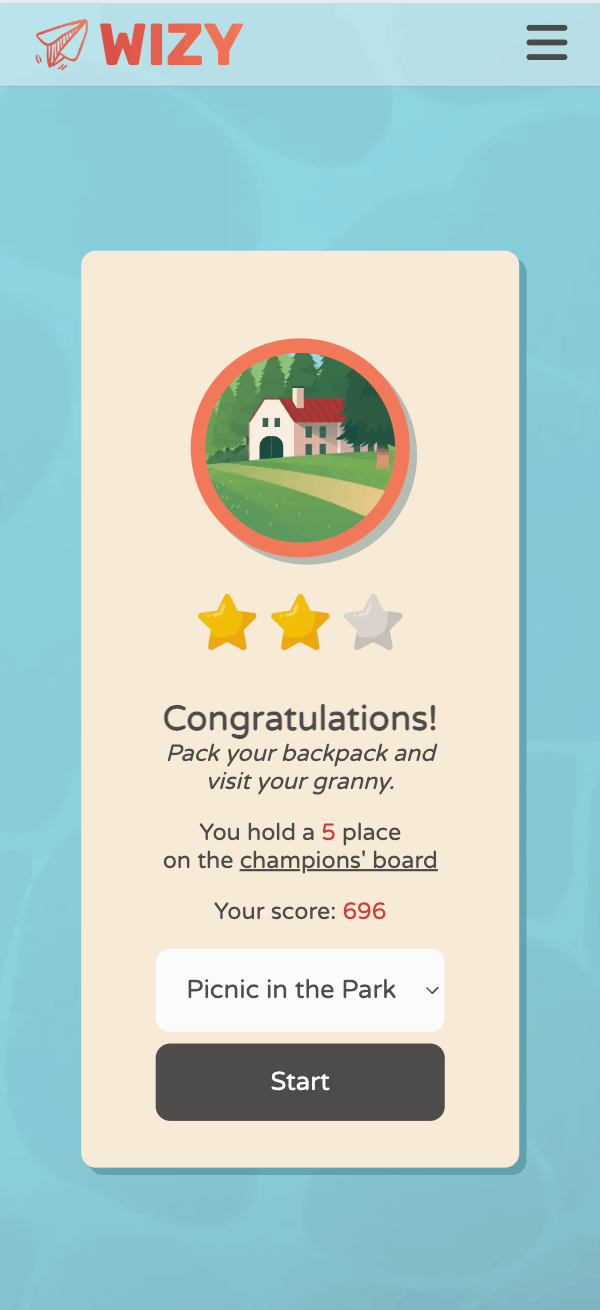 WIZY
Congratulations!
Pack your backpack and
visit your granny.
You hold a 5 place
on the champions' board
Your score: 696
Picnic in the Park
Start